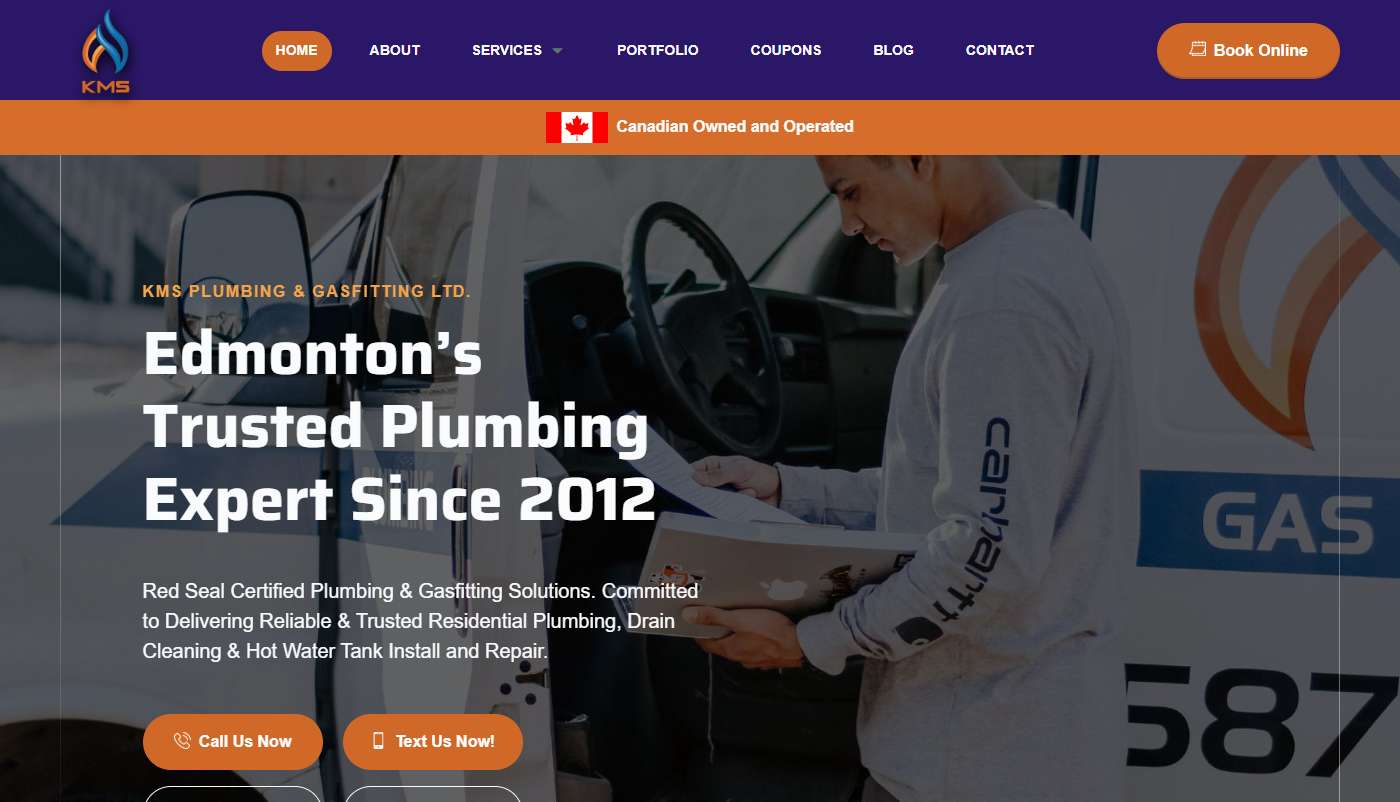 KMS
HOME
ABOUT
SERVICES
PORTFOLIO
COUPONS
BLOG
CONTACT
Book Online
Canadian Owned and Operated
KMS PLUMBING & GASFITTING LTD.
Edmonton’s
Trusted Plumbing
Expert Since 2012
Red Seal Certified Plumbing & Gasfitting Solutions. Committed
to Delivering Reliable & Trusted Residential Plumbing, Drain
Cleaning & Hot Water Tank Install and Repair.
Call Us Now
Text Us Now!
carhartt
PLUMBING
GAS
587